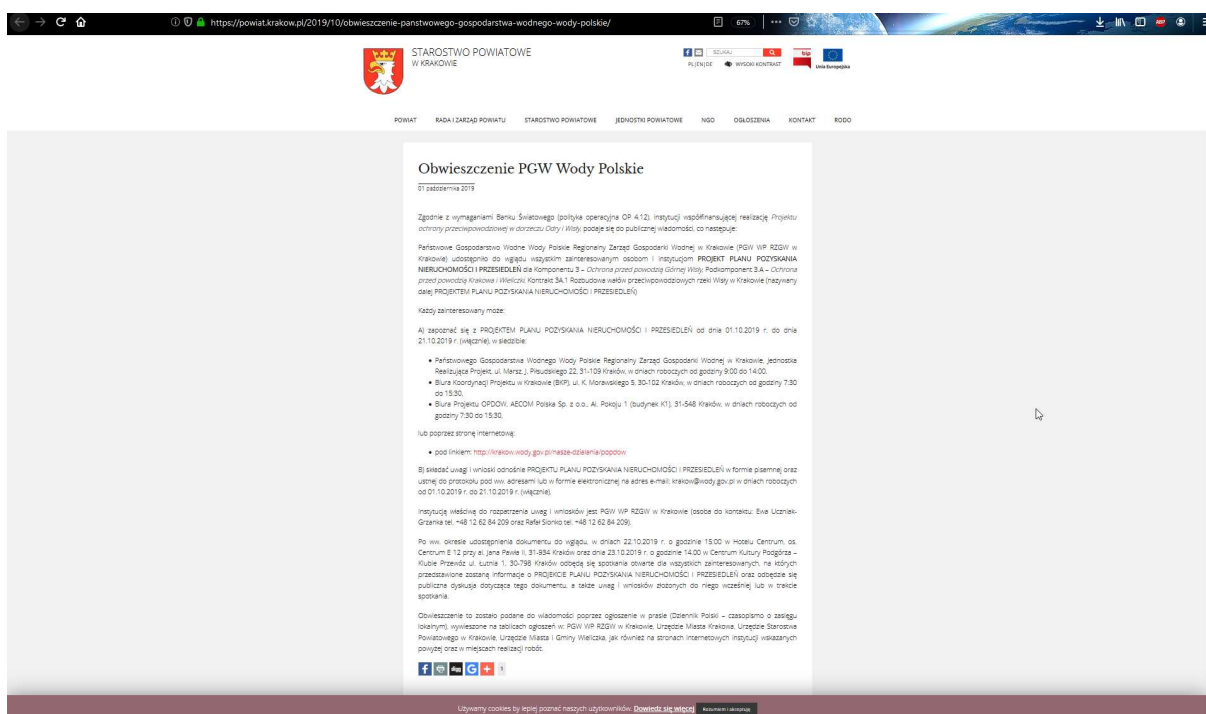 https://powiat.krakow.pl/2019/10/obwieszczenie-panstwowego-gospodarstwa-wodnego-wody-polskie/
67%
STAROSTWO POWIATOWE
W KRAKOWIE
SZUKAJ
bip
PL|EN|DE
WYSOKI KONTRAST
Unia Europejska
POWIAT RADA I ZARZĄD POWIATU STAROSTWO POWIATOWE JEDNOSTKI POWIATOWE NGO OGŁOSZENIA KONTAKT RODO
Obwieszczenie PGW Wody Polskie
01 października 2019
Zgodnie z wymaganiami Banku Światowego (polityka operacyjna OP 4.12), instytucji współfinansującej realizację Projektu
ochrony przeciwpowodziowej w dorzeczu Odry i Wisły, podaje się do publicznej wiadomości, co następuje:
Państwowe Gospodarstwo Wodne Wody Polskie Regionalny Zarząd Gospodarki Wodnej w Krakowie (PGW WP RZGW w
Krakowie) udostępniło do wglądu wszystkim zainteresowanym osobom i instytucjom PROJEKT PLANU POZYSKANIA
NIERUCHOMOŚCI I PRZESIEDLEŃ dla Komponentu 3 – Ochrona przed powodzią Górnej Wisły, Podkomponent 3.A – Ochrona
przed powodzią Krakowa i Wieliczki, Kontrakt 3A.1 Rozbudowa wałów przeciwpowodziowych rzeki Wisły w Krakowie (nazywany
dalej PROJEKTEM PLANU POZYSKANIA NIERUCHOMOŚCI I PRZESIEDLEŃ)
Każdy zainteresowany może:
A) zapoznać się z PROJEKTEM PLANU POZYSKANIA NIERUCHOMOŚCI I PRZESIEDLEŃ od dnia 01.10.2019 r. do dnia
21.10.2019 r. (włącznie), w siedzibie:
• Państwowego Gospodarstwa Wodnego Wody Polskie Regionalny Zarząd Gospodarki Wodnej w Krakowie, Jednostka
Realizująca Projekt, ul. Marsz. J. Piłsudskiego 22, 31-109 Kraków, w dniach roboczych od godziny 9:00 do 14:00,
• Biura Koordynacji Projektu w Krakowie (BKP), ul. K. Morawskiego 5, 30-102 Kraków, w dniach roboczych od godziny 7:30
do 15:30,
• Biura Projektu OPDOW, AECOM Polska Sp. z o.o., Al. Pokoju 1 (budynek K1), 31-548 Kraków, w dniach roboczych od
godziny 7:30 do 15:30,
lub poprzez stronę internetową:
• pod linkiem: http://krakow.wody.gov.pl/nasze-dzialania/popdow
B) składać uwagi i wnioski odnośnie PROJEKTU PLANU POZYSKANIA NIERUCHOMOŚCI I PRZESIEDLEŃ w formie pisemnej oraz
ustnej do protokołu pod ww. adresami lub w formie elektronicznej na adres e-mail: krakow@wody.gov.pl w dniach roboczych
od 01.10.2019 r. do 21.10.2019 r. (włącznie).
Instytucją właściwą do rozpatrzenia uwag i wniosków jest PGW WP RZGW w Krakowie (osoba do kontaktu: Ewa Uczniak-
Grzanka tel. +48 12 62 84 209 oraz Rafał Slonko tel. +48 12 62 84 209).
Po ww. okresie udostępnienia dokumentu do wglądu, w dniach 22.10.2019 r. o godzinie 15:00 w Hotelu Centrum, os.
Centrum E 12 przy al. Jana Pawła II, 31-934 Kraków oraz dnia 23.10.2019 r. o godzinie 14.00 w Centrum Kultury Podgórza –
Klubie Przewóz ul. Łutnia 1, 30-798 Kraków odbędą się spotkania otwarte dla wszystkich zainteresowanych, na których
przedstawione zostaną informacje o PROJEKCIE PLANU POZYSKANIA NIERUCHOMOŚCI I PRZESIEDLEŃ oraz odbędzie się
publiczna dyskusja dotycząca tego dokumentu, a także uwag i wniosków złożonych do niego wcześniej lub w trakcie
spotkania.
Obwieszczenie to zostało podane do wiadomości poprzez ogłoszenie w prasie (Dziennik Polski – czasopismo o zasięgu
lokalnym), wywieszone na tablicach ogłoszeń w: PGW WP RZGW w Krakowie, Urzędzie Miasta Krakowa, Urzędzie Starostwa
Powiatowego w Krakowie, Urzędzie Miasta i Gminy Wieliczka, jak również na stronach internetowych instytucji wskazanych
powyżej oraz w miejscach realizacji robót.
digg
1
Używamy cookies by lepiej poznać naszych użytkowników. Dowiedz się więcej Rozumiem i akceptuję